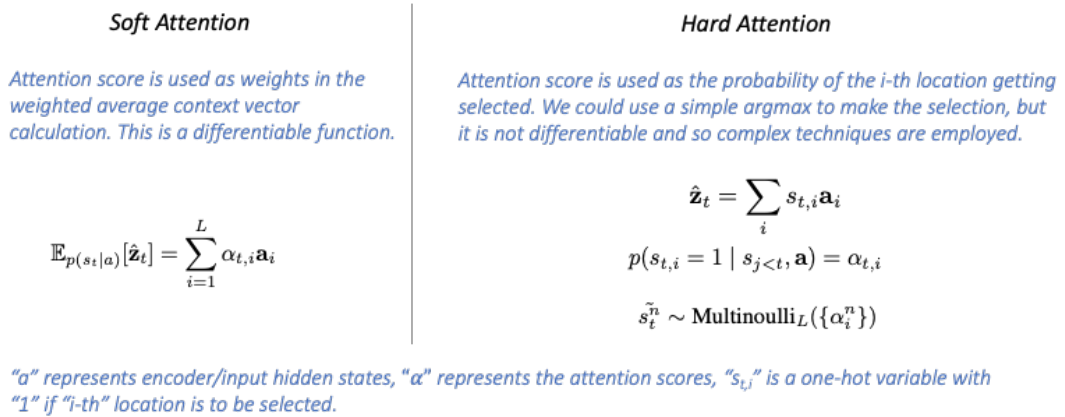 Soft Attention
Attention score is used as weights in the
weighted average context vector
calculation. This is a differentiable function.
𝔼_{p(s_t|a)}[ẑ_t] = ∑_{i=1}^{L} α_{t,i}a_i
Hard Attention
Attention score is used as the probability of the i-th location getting
selected. We could use a simple argmax to make the selection, but
it is not differentiable and so complex techniques are employed.
ẑ_t = ∑_i s_{t,i}a_i
p(s_{t,i} = 1 | s_{j<t}, a) = α_{t,i}
s̃_t^n ~ Multinoulli_L({α_i^n})
"a" represents encoder/input hidden states, "α" represents the attention scores, "s_{t,i}" is a one-hot variable with
"1" if "i-th" location is to be selected.